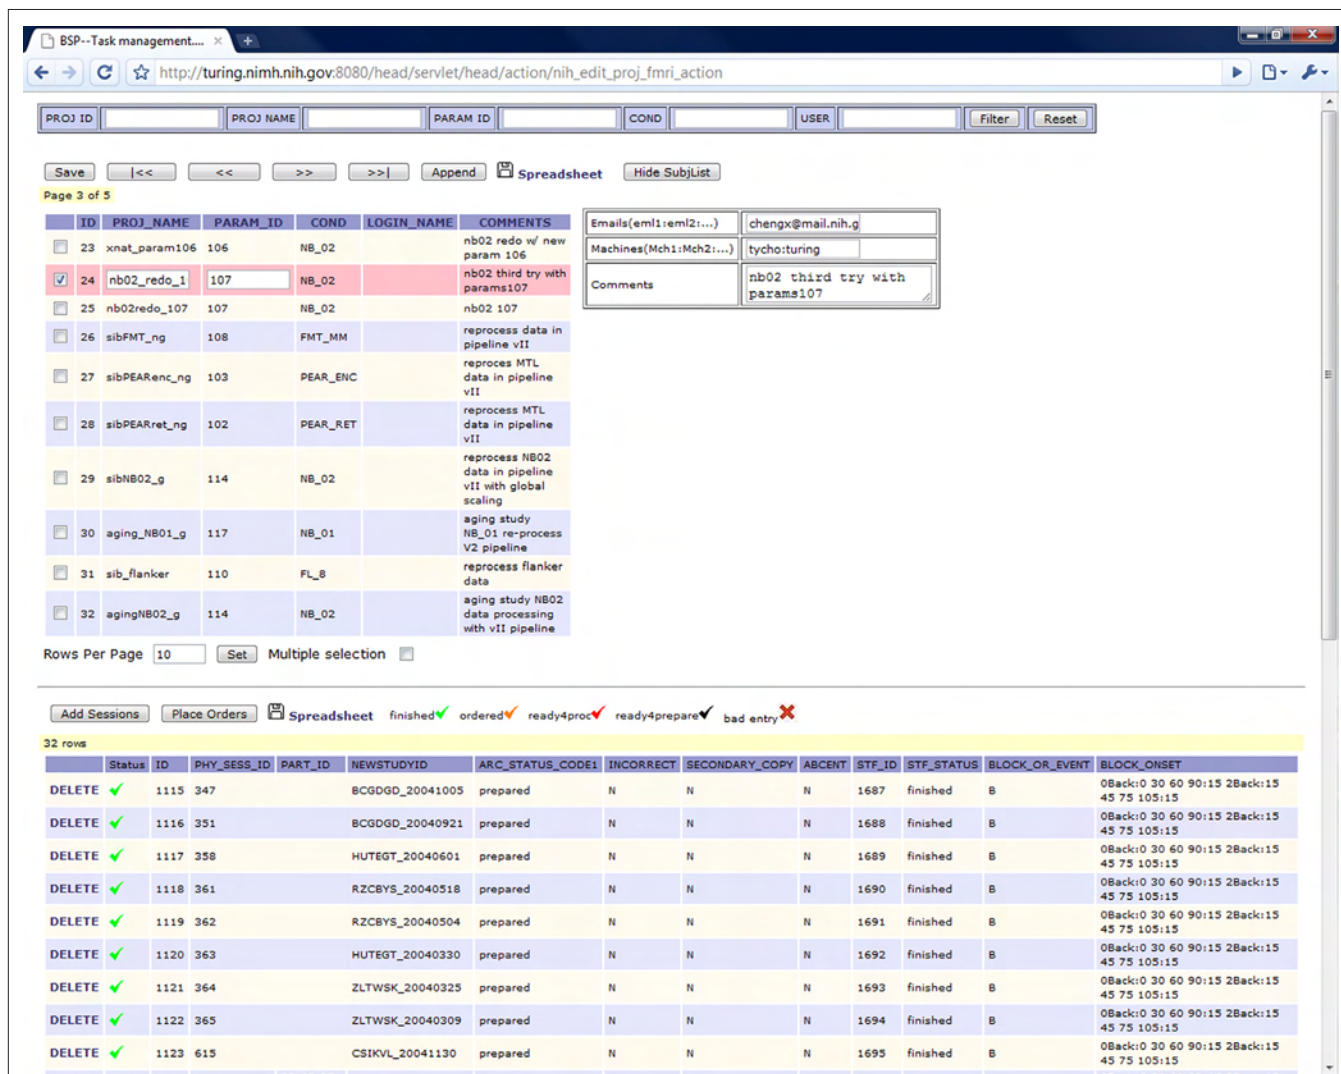 BSP--Task management....
http://turing.nimh.nih.gov:8080/head/servlet/head/action/nih_edit_proj_fmri_action
PROJ ID PROJ NAME PARAM ID COND USER Filter Reset
Save |<< << >> >>| Append Spreadsheet Hide SubjList
Page 3 of 5
ID PROJ_NAME PARAM_ID COND LOGIN_NAME COMMENTS
23 xnat_param106 106 NB_02 nb02 redo w/ new
param 106
24 nb02_redo_1 107 NB_02 nb02 third try with
params107
25 nb02redo_107 107 NB_02 nb02 107
26 sibFMT_ng 108 FMT_MM reprocess data in
pipeline vII
27 sibPEARenc_ng 103 PEAR_ENC reproces MTL
data in pipeline
vII
28 sibPEARret_ng 102 PEAR_RET reprocess MTL
data in pipeline
vII
29 sibNB02_g 114 NB_02 reprocess NB02
data in pipeline
vII with global
scaling
30 aging_NB01_g 117 NB_01 aging study
NB_01 re-process
V2 pipeline
31 sib_flanker 110 FL_8 reprocess flanker
data
32 agingNB02_g 114 NB_02 aging study NB02
data processing
with vII pipeline
Emails(eml1:eml2:...) chengx@mail.nih.g
Machines(Mch1:Mch2:...) tycho:turing
Comments nb02 third try with
params107
Rows Per Page 10 Set Multiple selection
Add Sessions Place Orders Spreadsheet finished ordered ready4proc ready4prepare bad entry
32 rows
Status ID PHY_SESS_ID PART_ID NEWSTUDYID ARC_STATUS_CODE1 INCORRECT SECONDARY_COPY ABCENT STF_ID STF_STATUS BLOCK_OR_EVENT BLOCK_ONSET
DELETE 1115 347 BCGDGD_20041005 prepared N N N 1687 finished B 0Back:0 30 60 90:15 2Back:15
45 75 105:15
DELETE 1116 351 BCGDGD_20040921 prepared N N N 1688 finished B 0Back:0 30 60 90:15 2Back:15
45 75 105:15
DELETE 1117 358 HUTEGT_20040601 prepared N N N 1689 finished B 0Back:0 30 60 90:15 2Back:15
45 75 105:15
DELETE 1118 361 RZCBYS_20040518 prepared N N N 1690 finished B 0Back:0 30 60 90:15 2Back:15
45 75 105:15
DELETE 1119 362 RZCBYS_20040504 prepared N N N 1691 finished B 0Back:0 30 60 90:15 2Back:15
45 75 105:15
DELETE 1120 363 HUTEGT_20040330 prepared N N N 1692 finished B 0Back:0 30 60 90:15 2Back:15
45 75 105:15
DELETE 1121 364 ZLTWSK_20040325 prepared N N N 1693 finished B 0Back:0 30 60 90:15 2Back:15
45 75 105:15
DELETE 1122 365 ZLTWSK_20040309 prepared N N N 1694 finished B 0Back:0 30 60 90:15 2Back:15
45 75 105:15
DELETE 1123 615 CSIKVL_20041130 prepared N N N 1695 finished B 0Back:0 30 60 90:15 2Back:15
45 75 105:15